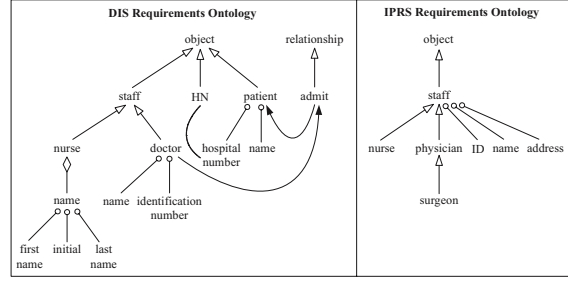 DIS Requirements Ontology
object
relationship
staff
HN
patient
admit
nurse
doctor
hospital
number
name
name
name
identification
number
first
name
initial
last
name
IPRS Requirements Ontology
object
staff
nurse
physician
ID
name
address
surgeon